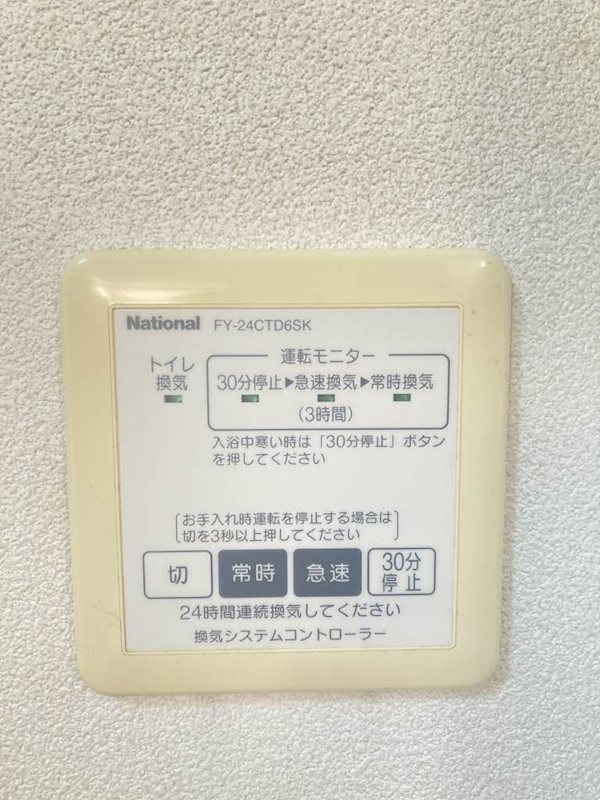 National FY-24CTD6SK
運転モニター
トイレ
換気
30分停止▶急速換気▶常時換気
(3時間)
入浴中寒い時は「30分停止」ボタン
を押してください
お手入れ時運転を停止する場合は
切を3秒以上押してください
切 常時 急速 30分
停止
24時間連続換気してください
換気システムコントローラー